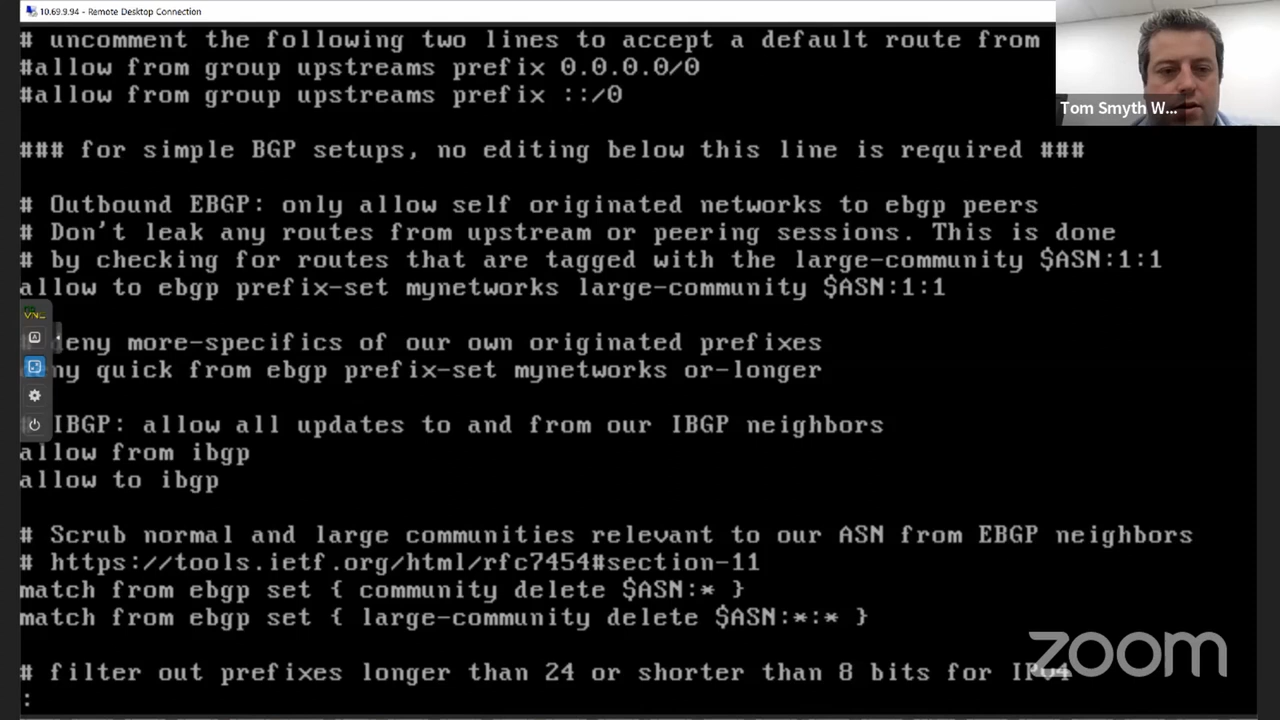 10.69.9.94 - Remote Desktop Connection
# uncomment the following two lines to accept a default route from
#allow from group upstreams prefix 0.0.0.0/0
#allow from group upstreams prefix ::/0
Tom Smyth W...
### for simple BGP setups, no editing below this line is required ###
# Outbound EBGP: only allow self originated networks to ebgp peers
# Don't leak any routes from upstream or peering sessions. This is done
# by checking for routes that are tagged with the large-community $ASN:1:1
allow to ebgp prefix-set mynetworks large-community $ASN:1:1
deny more-specifics of our own originated prefixes
ny quick from ebgp prefix-set mynetworks or-longer
IBGP: allow all updates to and from our IBGP neighbors
allow from ibgp
allow to ibgp
# Scrub normal and large communities relevant to our ASN from EBGP neighbors
# https://tools.ietf.org/html/rfc7454#section-11
match from ebgp set { community delete $ASN:* }
match from ebgp set { large-community delete $ASN:*:* }
# filter out prefixes longer than 24 or shorter than 8 bits for IPv4
:
zoom